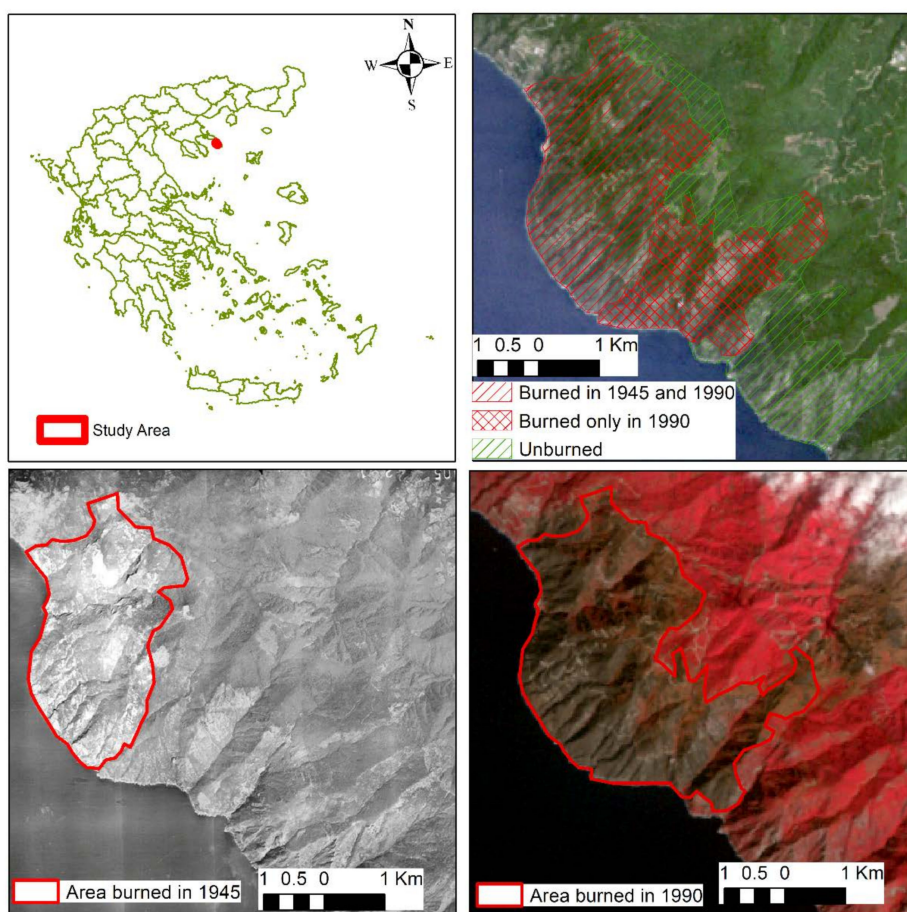 N
W E
S
Study Area
1 0.5 0 1 Km
Burned in 1945 and 1990
Burned only in 1990
Unburned
1 0.5 0 1 Km
Area burned in 1945
1 0.5 0 1 Km
Area burned in 1990